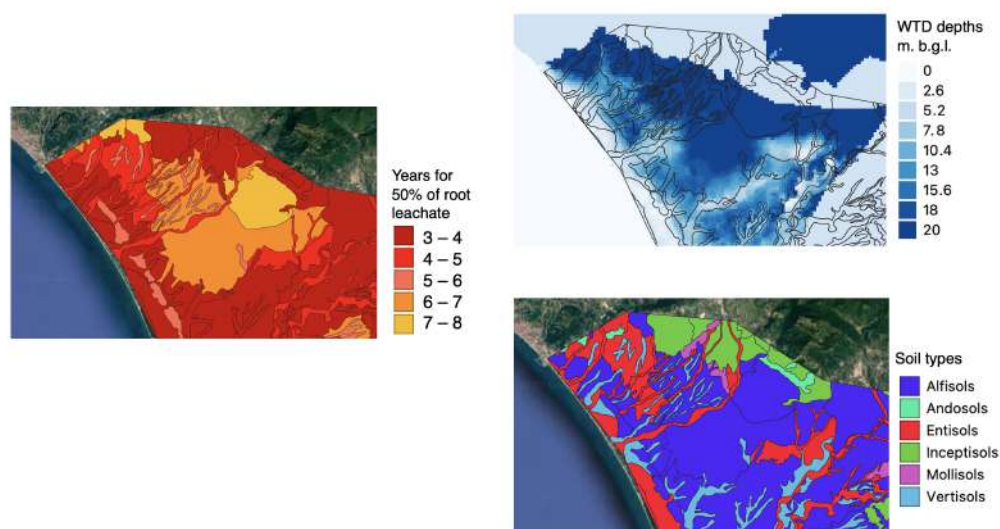 Years for
50% of root
leachate
3 – 4
4 – 5
5 – 6
6 – 7
7 – 8
WTD depths
m. b.g.l.
0
2.6
5.2
7.8
10.4
13
15.6
18
20
Soil types
Alfisols
Andosols
Entisols
Inceptisols
Mollisols
Vertisols